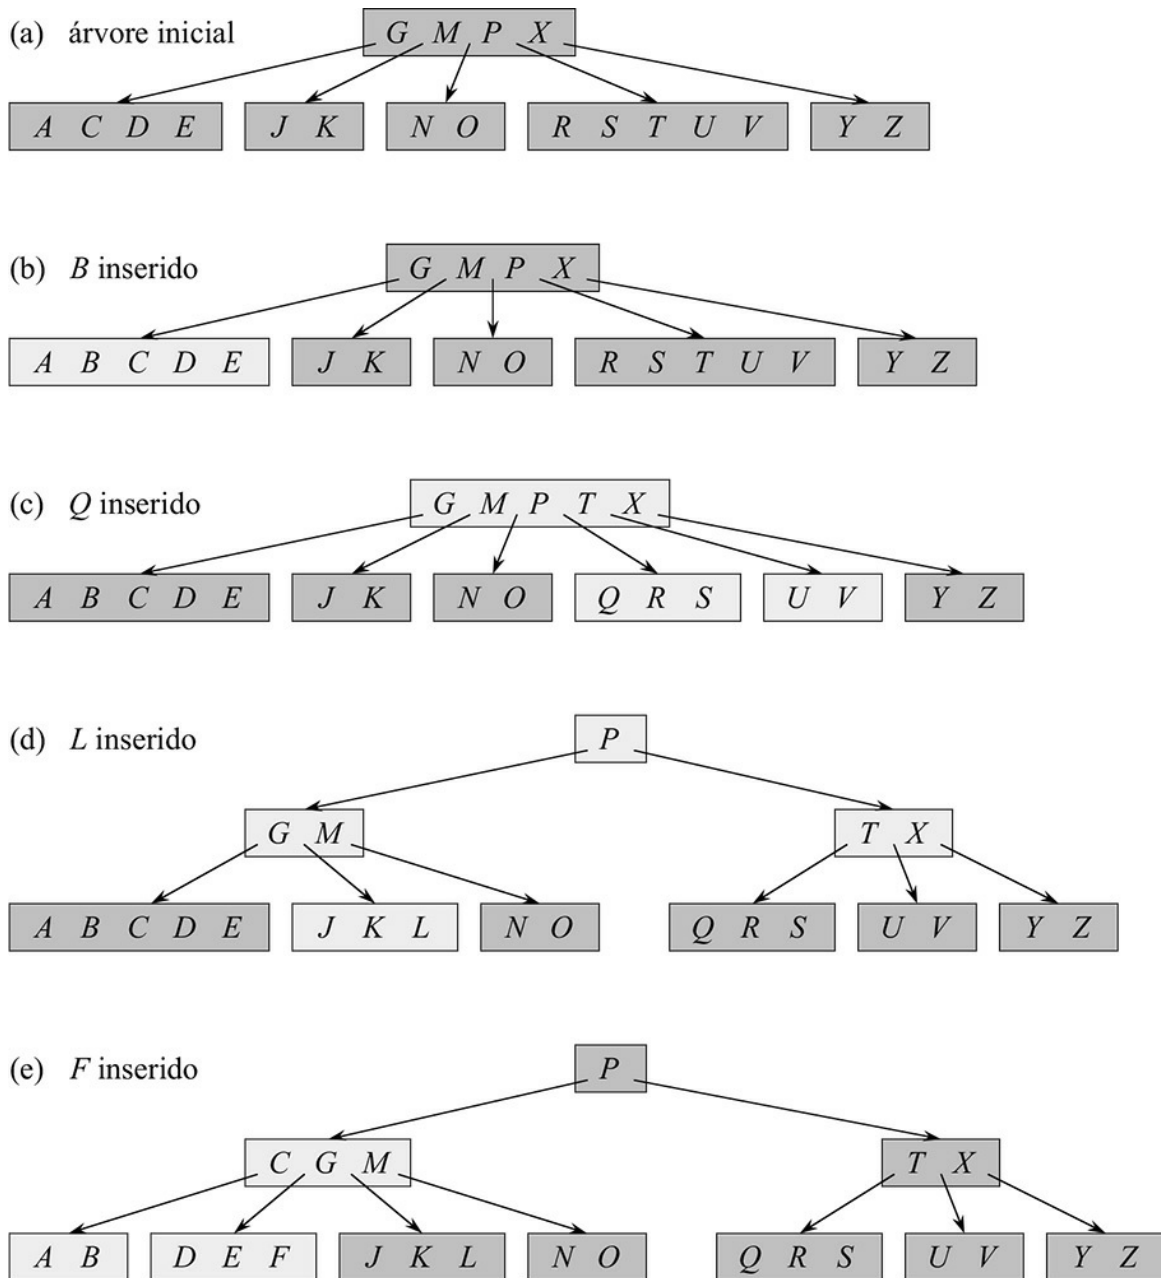 (a) árvore inicial
G M P X
A C D E J K N O R S T U V Y Z
(b) B inserido
G M P X
A B C D E J K N O R S T U V Y Z
(c) Q inserido
G M P T X
A B C D E J K N O Q R S U V Y Z
(d) L inserido
P
G M T X
A B C D E J K L N O Q R S U V Y Z
(e) F inserido
P
C G M T X
A B D E F J K L N O Q R S U V Y Z